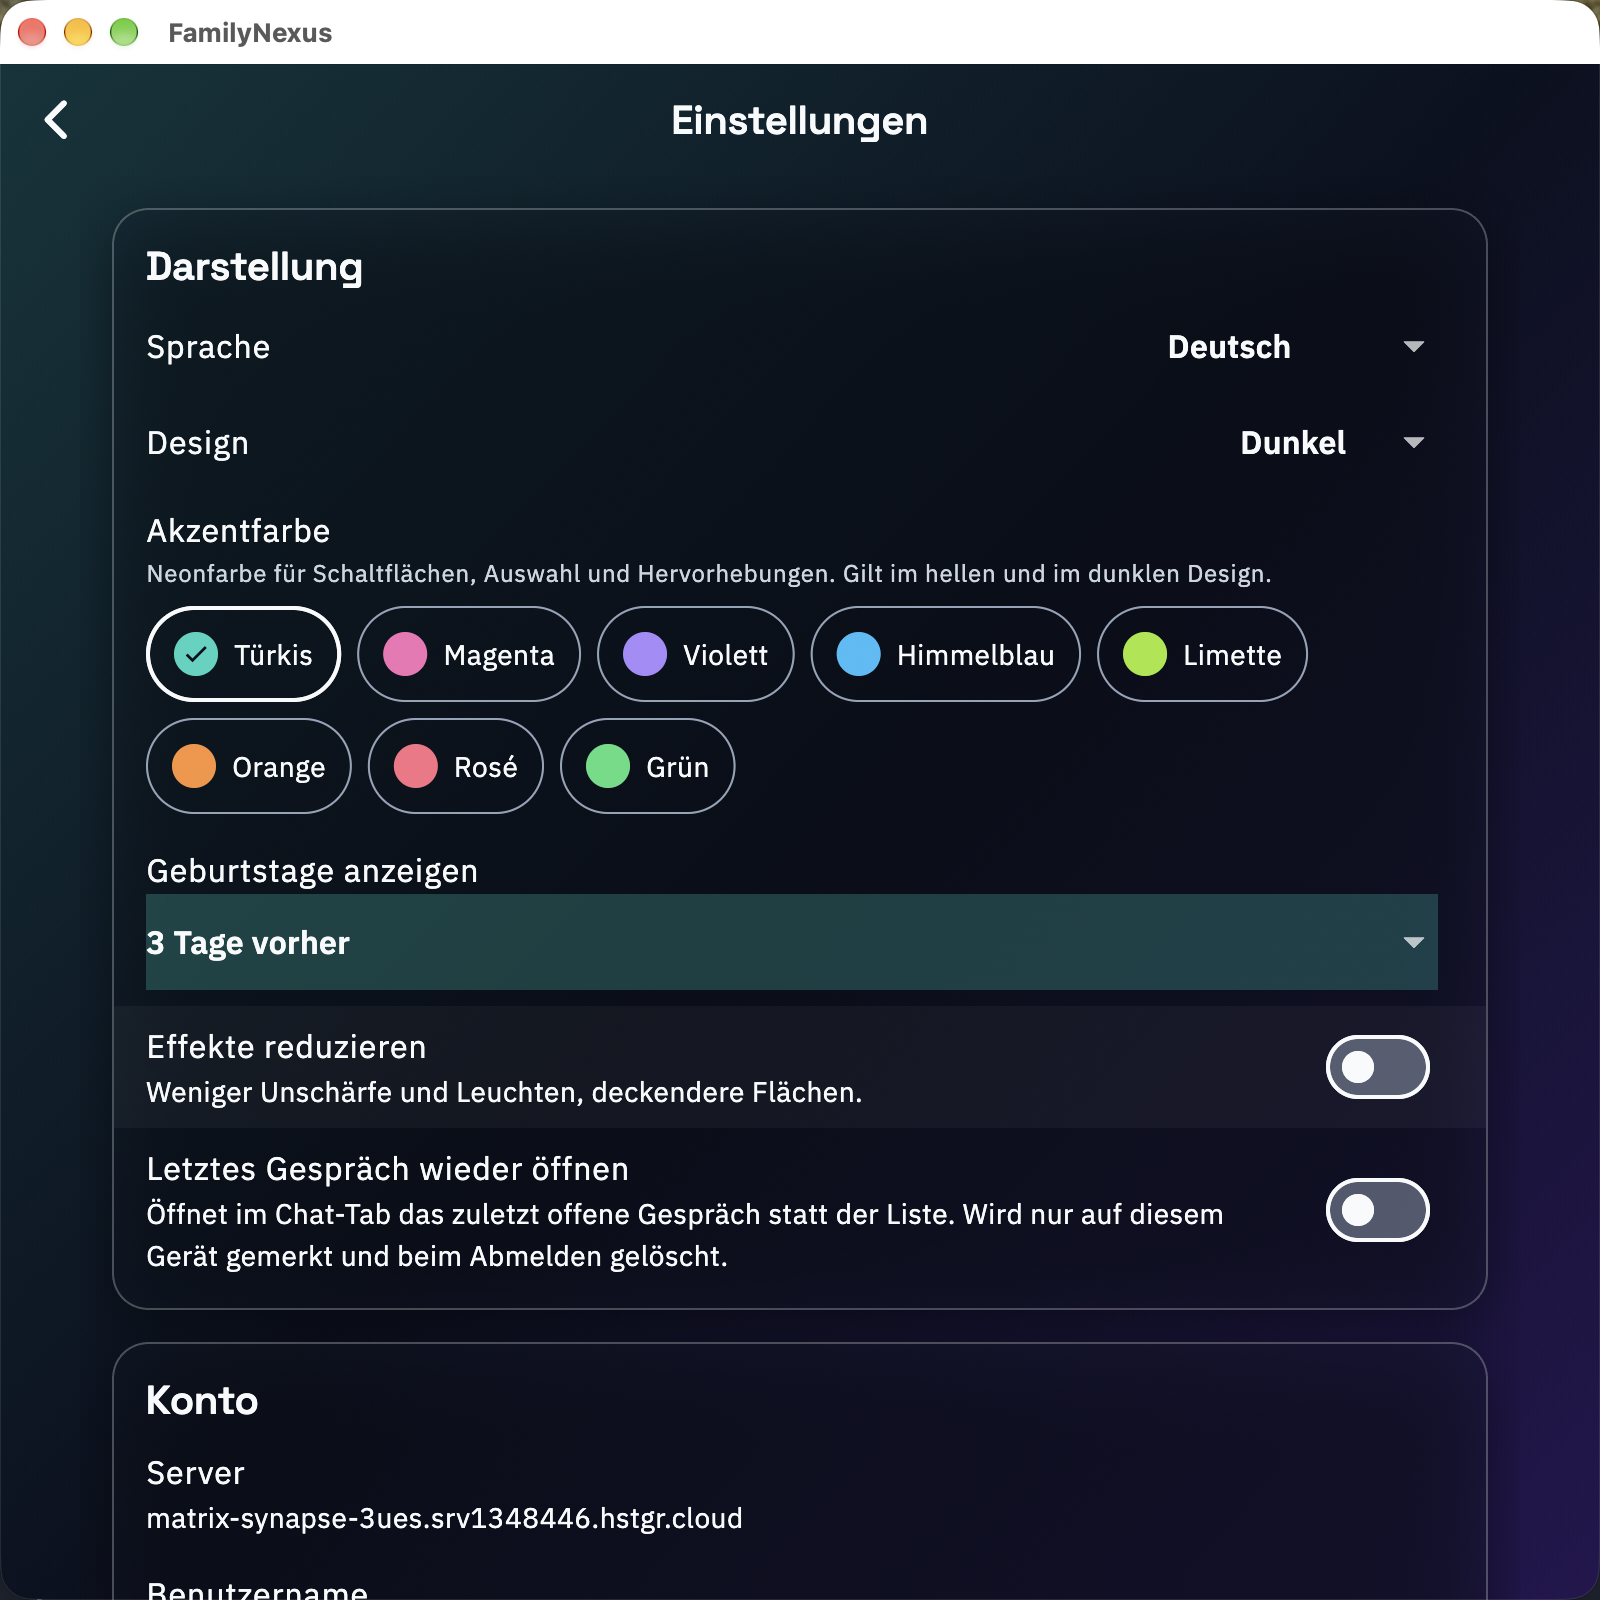 FamilyNexus
Einstellungen
Darstellung
Sprache
Deutsch
Design
Dunkel
Akzentfarbe
Neonfarbe für Schaltflächen, Auswahl und Hervorhebungen. Gilt im hellen und im dunklen Design.
Türkis Magenta Violett Himmelblau Limette
Orange Rosé Grün
Geburtstage anzeigen
3 Tage vorher
Effekte reduzieren
Weniger Unschärfe und Leuchten, deckendere Flächen.
Letztes Gespräch wieder öffnen
Öffnet im Chat-Tab das zuletzt offene Gespräch statt der Liste. Wird nur auf diesem
Gerät gemerkt und beim Abmelden gelöscht.
Konto
Server
matrix-synapse-3ues.srv1348446.hstgr.cloud
Benutzername